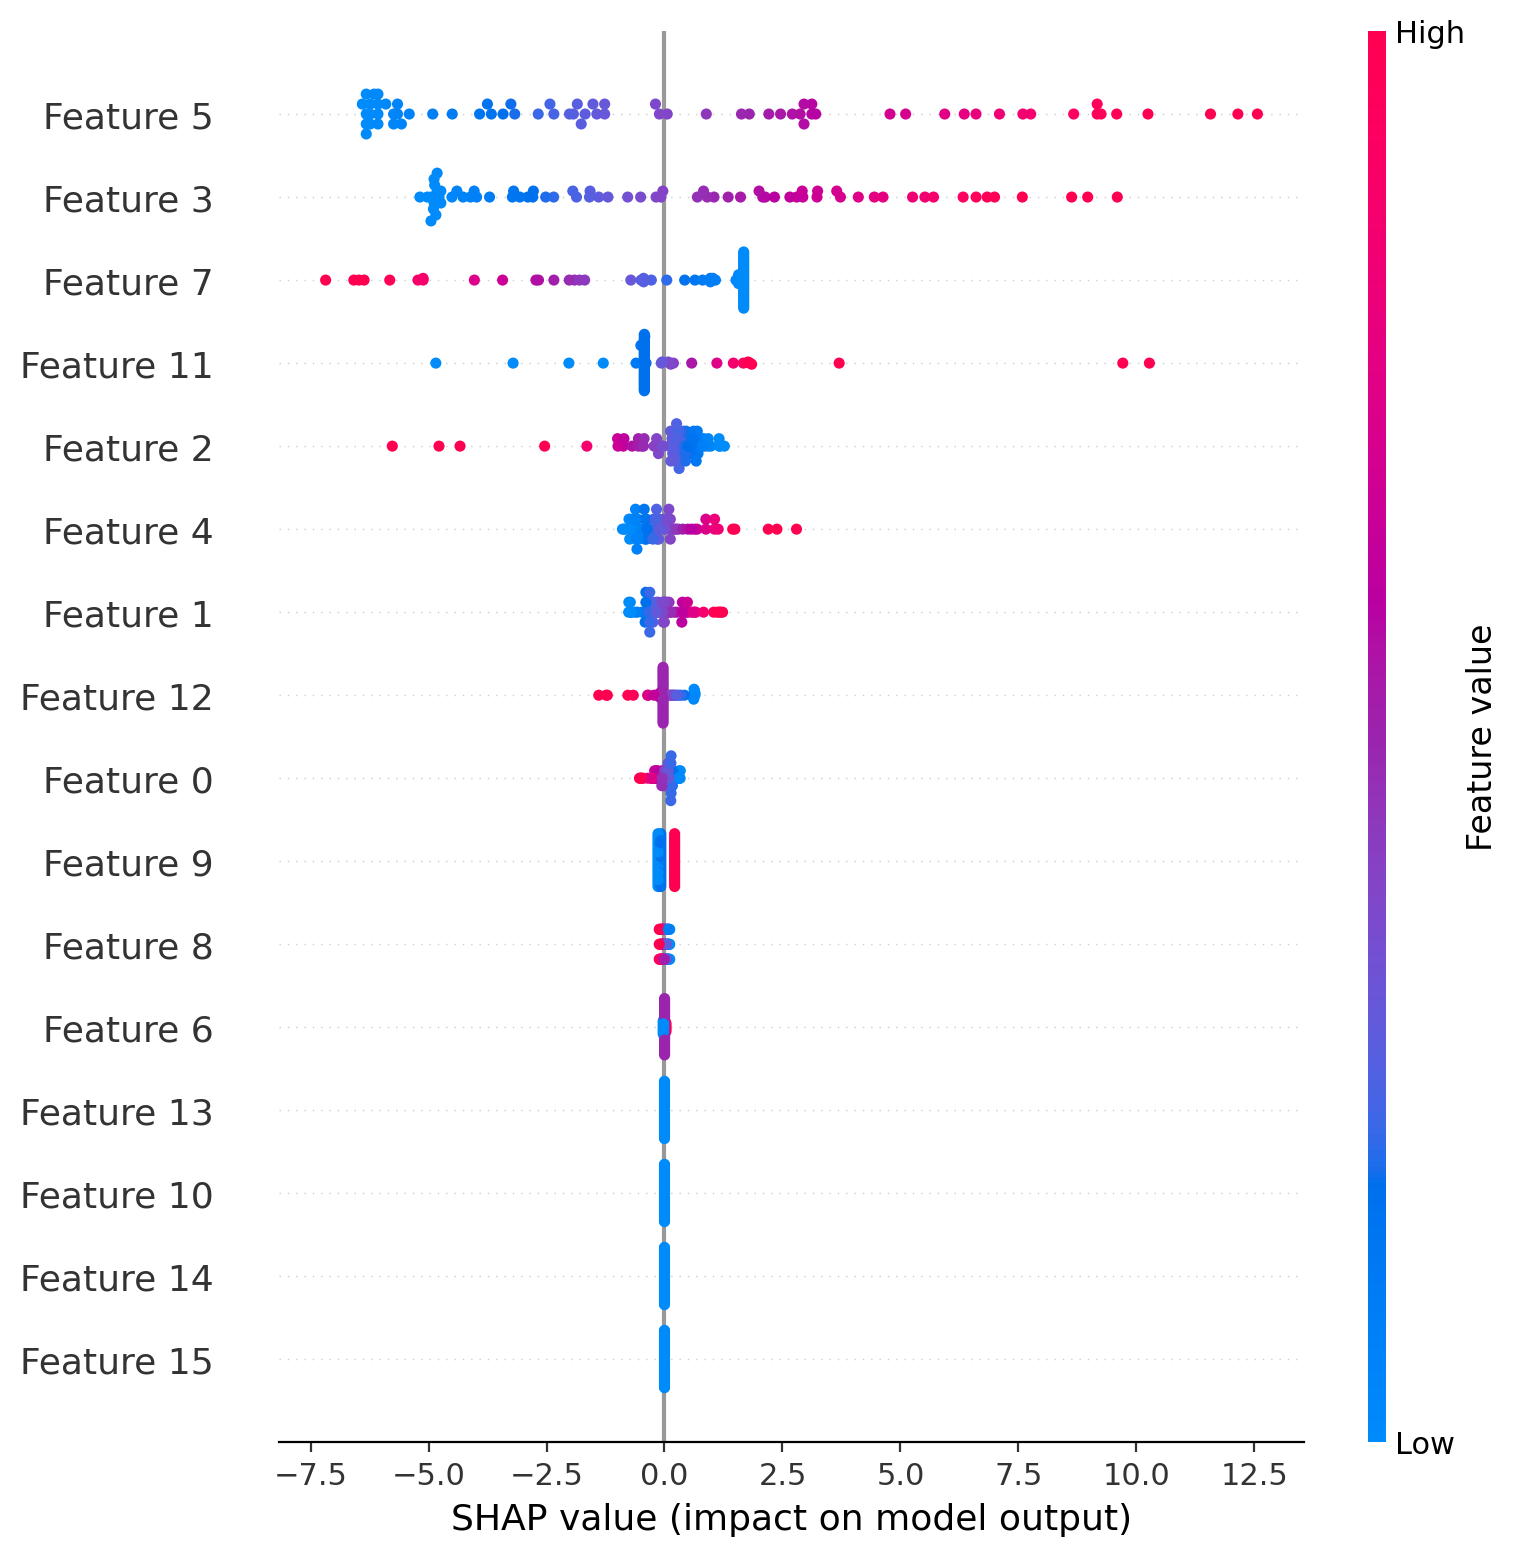 High
Feature 5
Feature 3
Feature 7
Feature 11
Feature 2
Feature 4
Feature 1
Feature 12
Feature 0
Feature 9
Feature 8
Feature 6
Feature 13
Feature 10
Feature 14
Feature 15
Feature value
Low
−7.5 −5.0 −2.5 0.0 2.5 5.0 7.5 10.0 12.5
SHAP value (impact on model output)